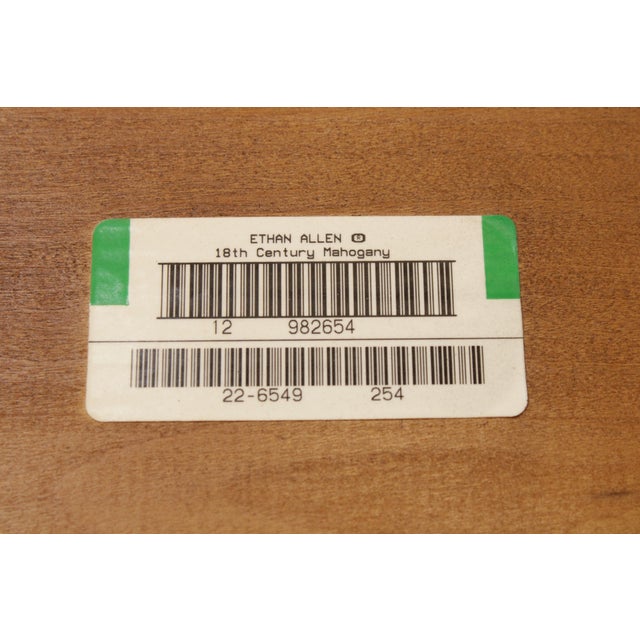 ETHAN ALLEN
18th Century Mahogany
12 982654
22-6549 254